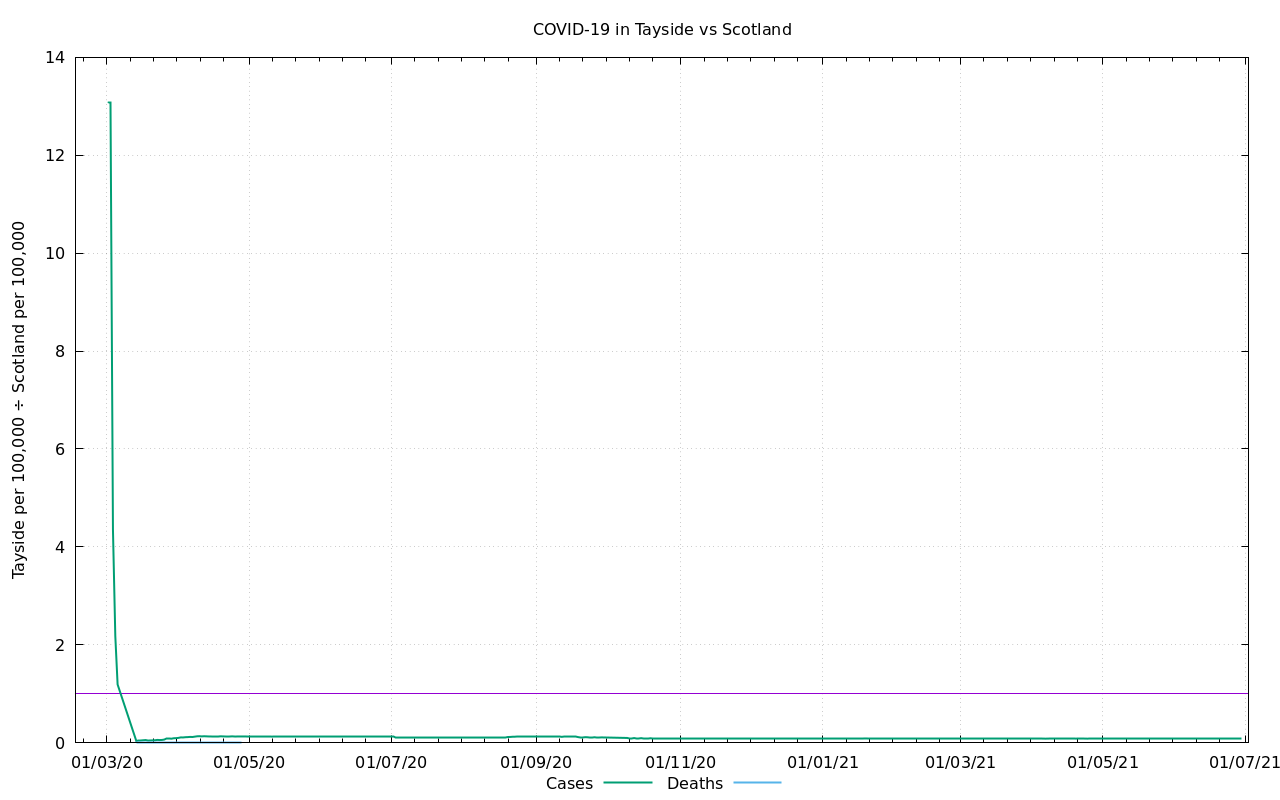 COVID-19 in Tayside vs Scotland
Tayside per 100,000 ÷ Scotland per 100,000
14
12
10
8
6
4
2
0
01/03/20 01/05/20 01/07/20 01/09/20 01/11/20 01/01/21 01/03/21 01/05/21 01/07/21
Cases Deaths